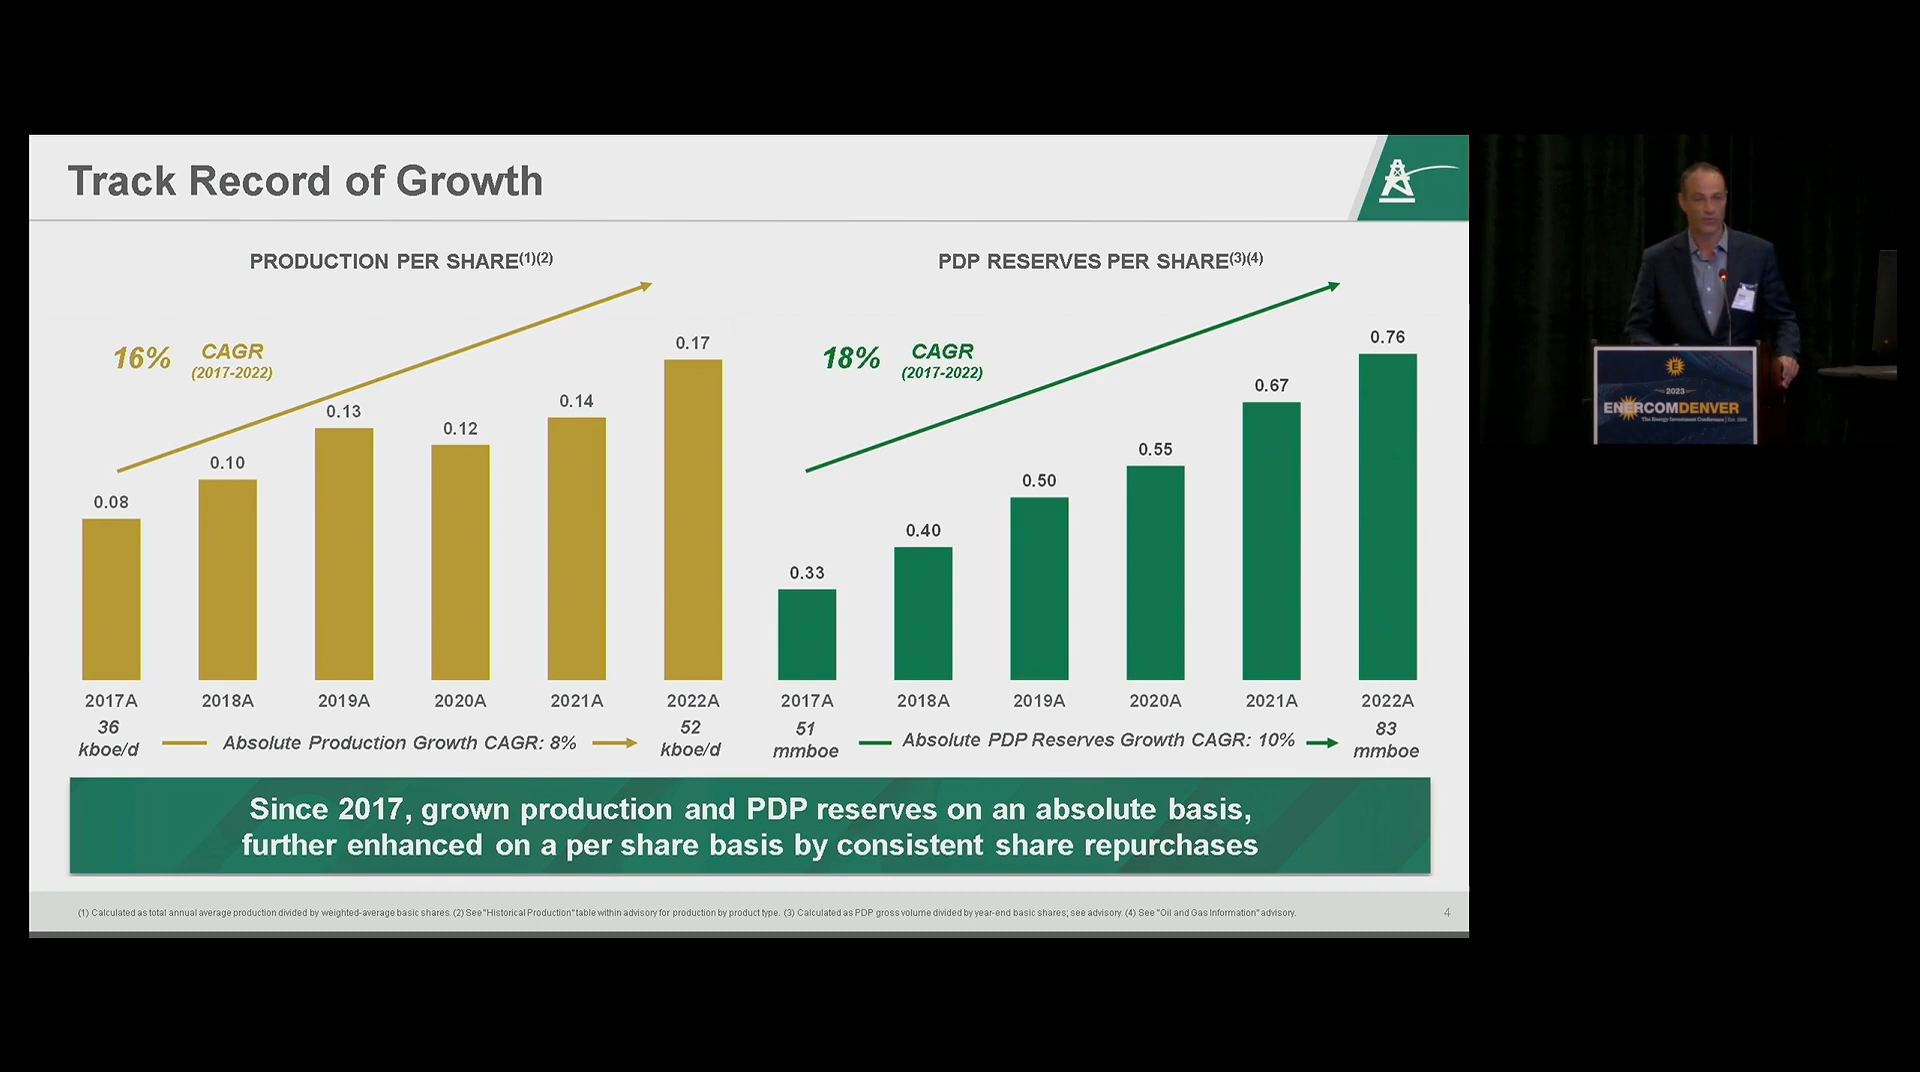 Track Record of Growth
PRODUCTION PER SHARE(1)(2)
16%
CAGR
(2017-2022)
0.08
0.10
0.13
0.12
0.14
0.17
2017A
2018A
2019A
2020A
2021A
2022A
36
kboe/d
Absolute Production Growth CAGR: 8%
52
kboe/d
PDP RESERVES PER SHARE(3)(4)
18%
CAGR
(2017-2022)
0.33
0.40
0.50
0.55
0.67
0.76
2017A
2018A
2019A
2020A
2021A
2022A
51
mmboe
Absolute PDP Reserves Growth CAGR: 10%
83
mmboe
Since 2017, grown production and PDP reserves on an absolute basis,
further enhanced on a per share basis by consistent share repurchases
(1) Calculated as total annual average production divided by weighted-average basic shares. (2) See "Historical Production" table within advisory for production by product type. (3) Calculated as PDP gross volume divided by year-end basic shares; see advisory. (4) See "Oil and Gas Information" advisory.
4
E
2023
ENERCOMDENVER
The Energy Investment Conference